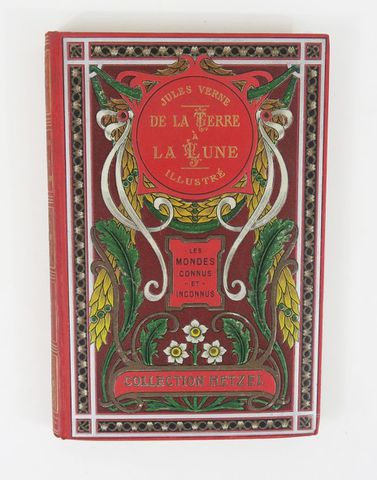 JULES VERNE
DE LA TERRE
À
LA LUNE
ILLUSTRÉ
LES
MONDES
CONNUS
ET
INCONNUS
COLLECTION HETZEL